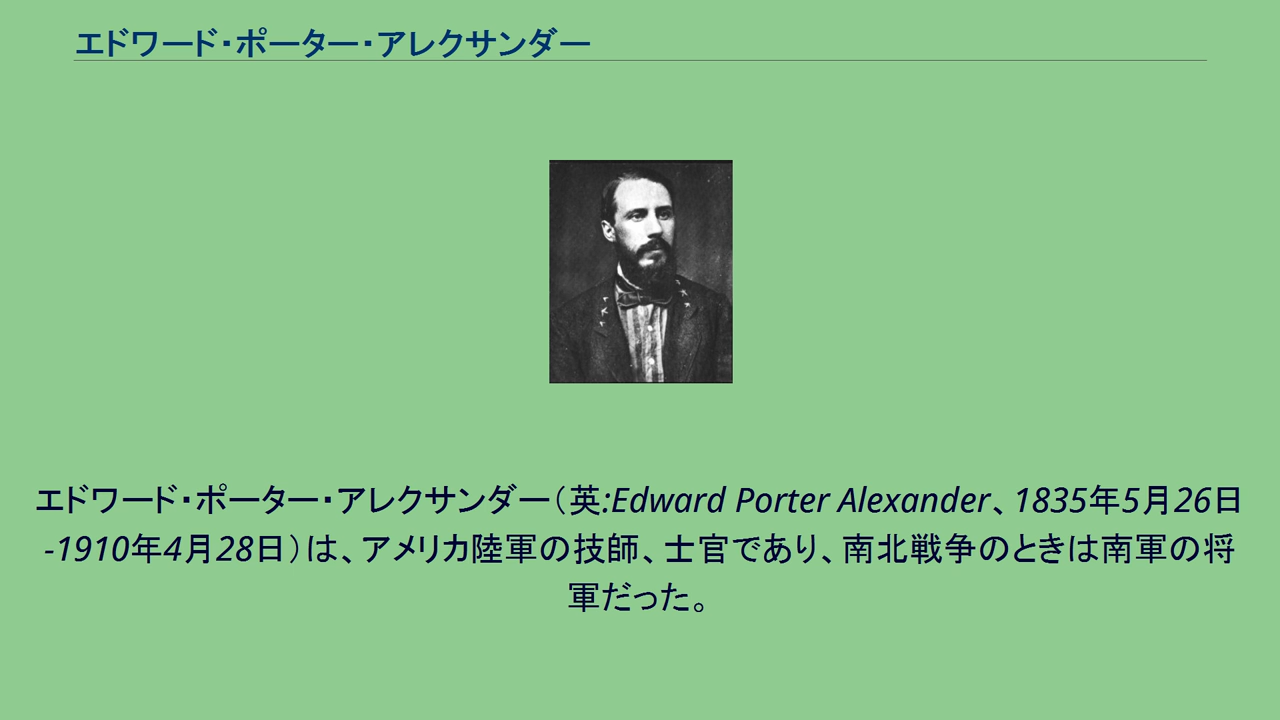 エドワード・ポーター・アレクサンダー
エドワード・ポーター・アレクサンダー（英:Edward Porter Alexander、1835年5月26日
-1910年4月28日）は、アメリカ陸軍の技師、士官であり、南北戦争のときは南軍の将
軍だった。